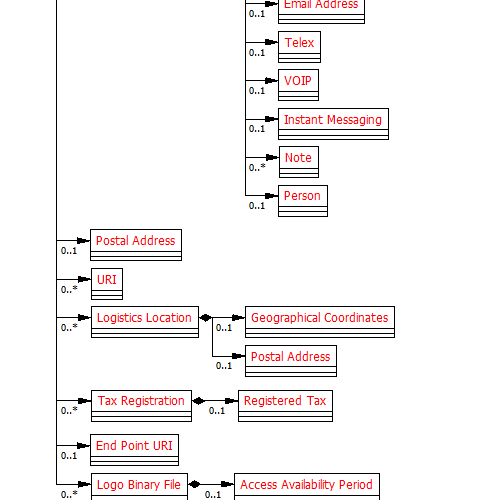 Email Address
0..1
Telex
0..1
VOIP
0..1
Instant Messaging
0..1
Note
0..*
Person
0..1
Postal Address
0..1
URI
0..*
Logistics Location
0..*
Geographical Coordinates
0..1
Postal Address
0..1
Tax Registration
0..*
Registered Tax
0..1
End Point URI
0..1
Logo Binary File
0..*
Access Availability Period
0..1